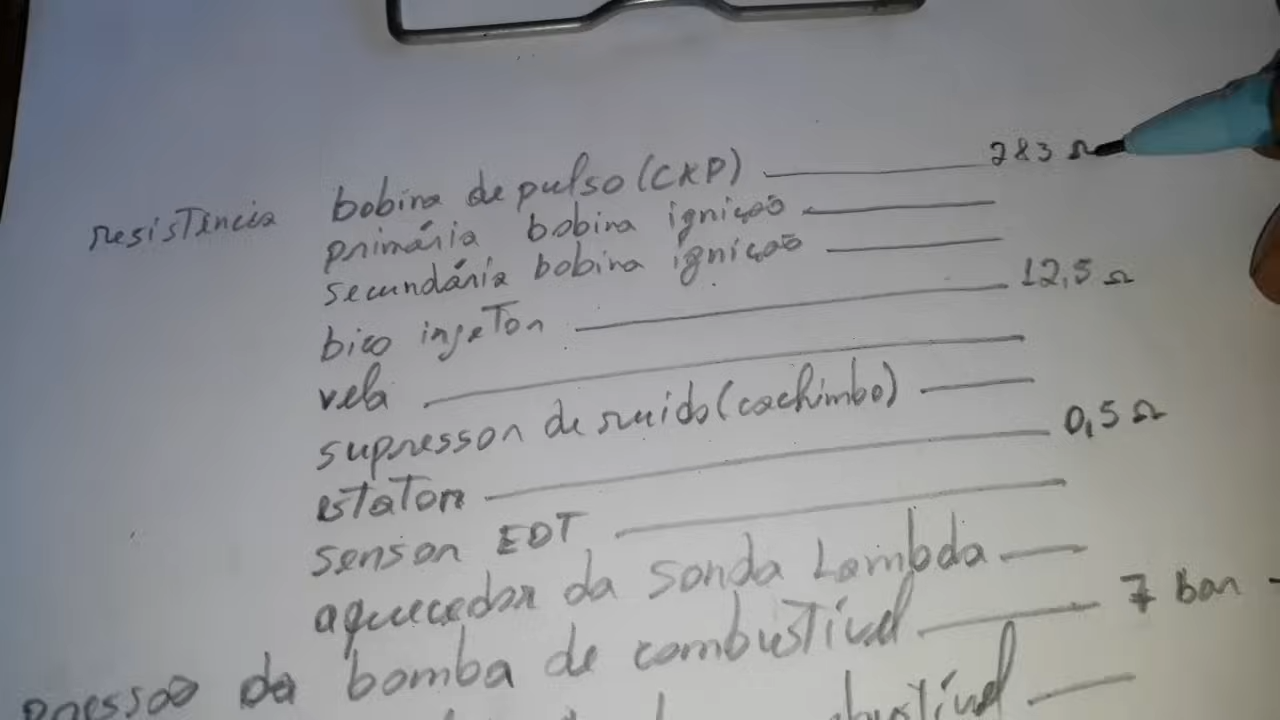 resistência bobina de pulso (CKP) 283 Ω
primária bobina ignição
secundária bobina ignição
bico injetor 12,5 Ω
vela
supressor de ruido (cachimbo)
estator 0,5 Ω
sensor EOT
aquecedor da sonda Lambda
pressão da bomba de combustível 7 bar